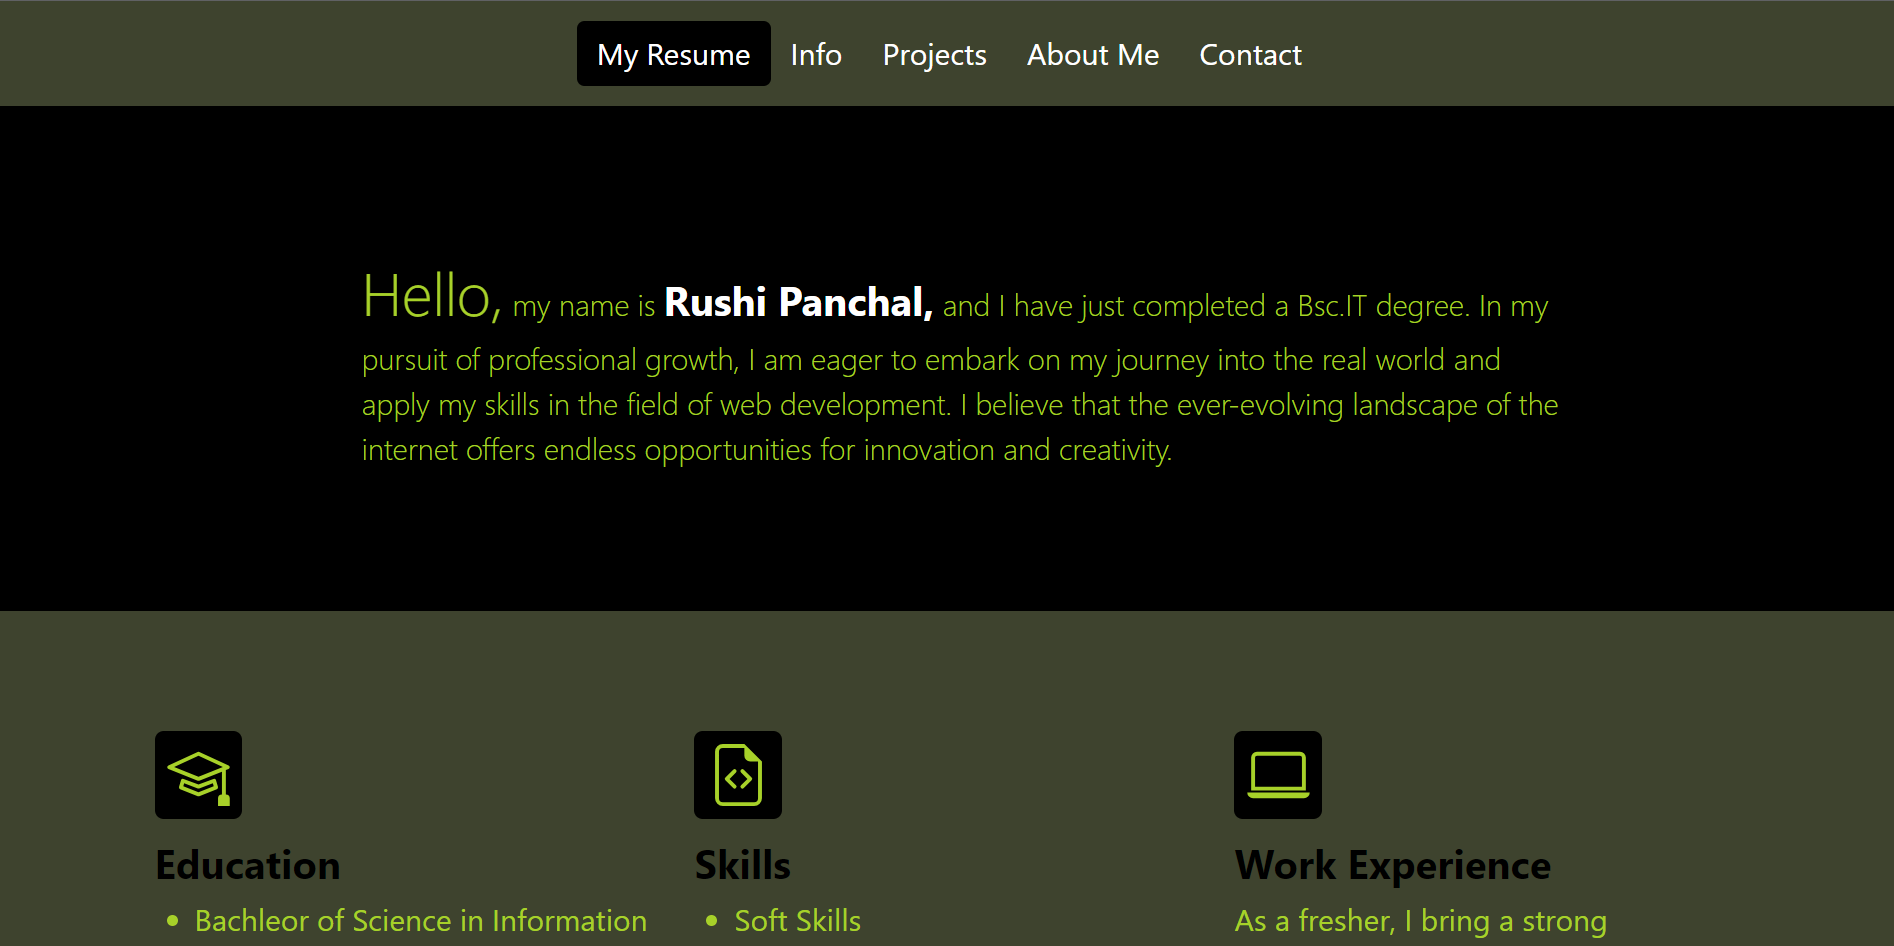 My Resume Info Projects About Me Contact
Hello, my name is Rushi Panchal, and I have just completed a Bsc.IT degree. In my
pursuit of professional growth, I am eager to embark on my journey into the real world and
apply my skills in the field of web development. I believe that the ever-evolving landscape of the
internet offers endless opportunities for innovation and creativity.
Education
• Bachleor of Science in Information
Skills
• Soft Skills
Work Experience
As a fresher, I bring a strong